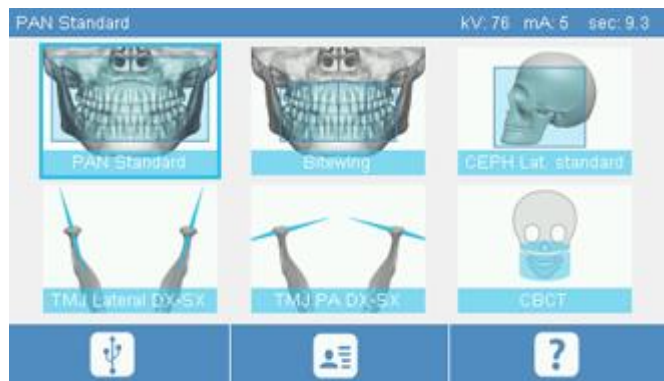 PAN Standard kV: 76 mA: 5 sec: 9.3
PAN Standard
Bitewing
CEPH Lat. standard
TMJ Lateral DX-SX
TMJ PA DX-SX
CBCT
?